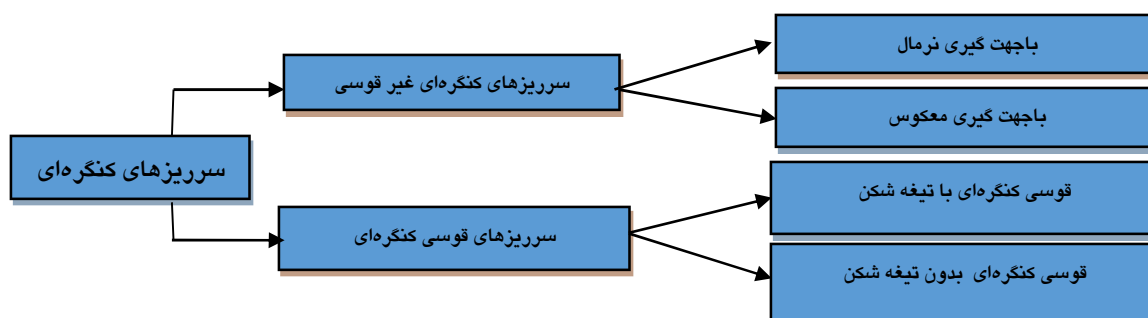 سرریزهای کنگره‌ای
سرریزهای کنگره‌ای غیر قوسی
باجهت گیری نرمال
باجهت گیری معکوس
سرریزهای قوسی کنگره‌ای
قوسی کنگره‌ای با تیغه شکن
قوسی کنگره‌ای بدون تیغه شکن